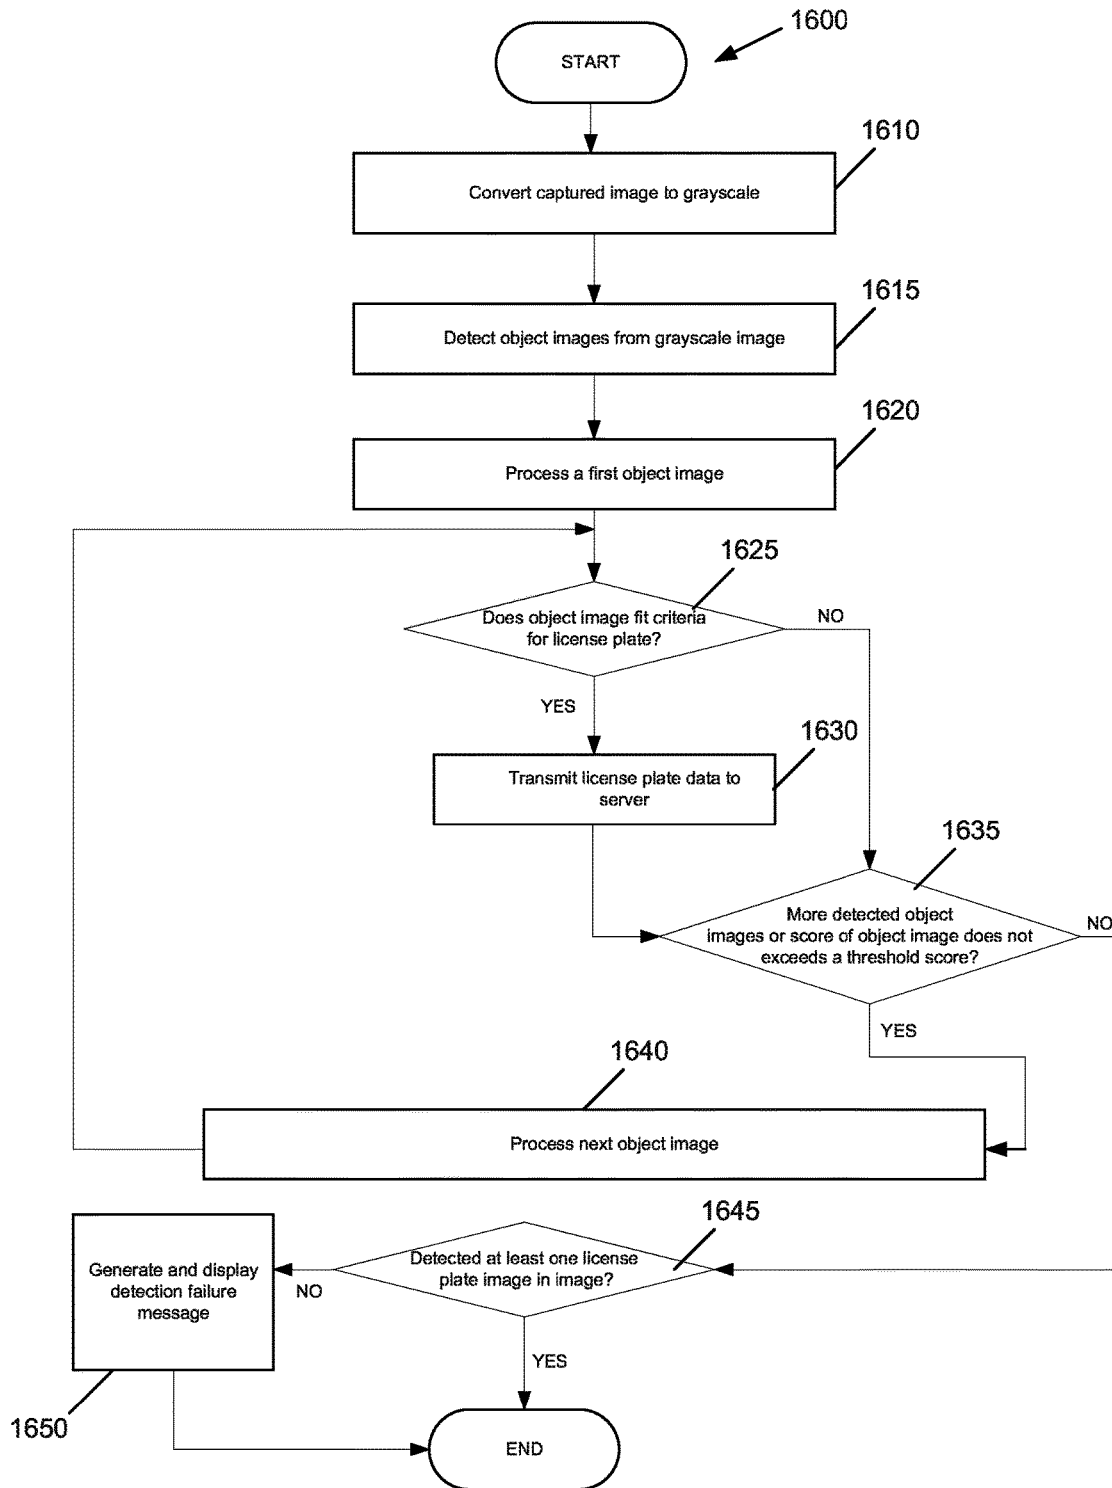 1600
START
1610
Convert captured image to grayscale
1615
Detect object images from grayscale image
1620
Process a first object image
1625
Does object image fit criteria
for license plate?
NO
YES
1630
Transmit license plate data to
server
1635
More detected object
images or score of object image does not
exceeds a threshold score?
NO
YES
1640
Process next object image
1645
Detected at least one license
plate image in image?
NO
Generate and display
detection failure
message
YES
1650
END